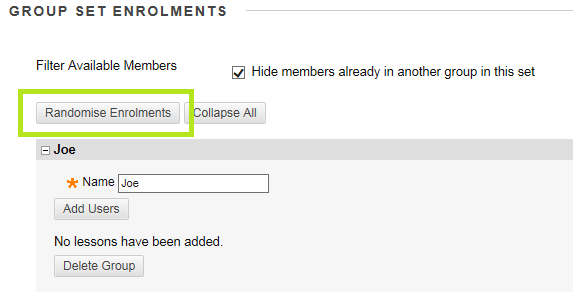 GROUP SET ENROLMENTS
Filter Available Members
Hide members already in another group in this set
Randomise Enrolments Collapse All
Joe
Name Joe
Add Users
No lessons have been added.
Delete Group